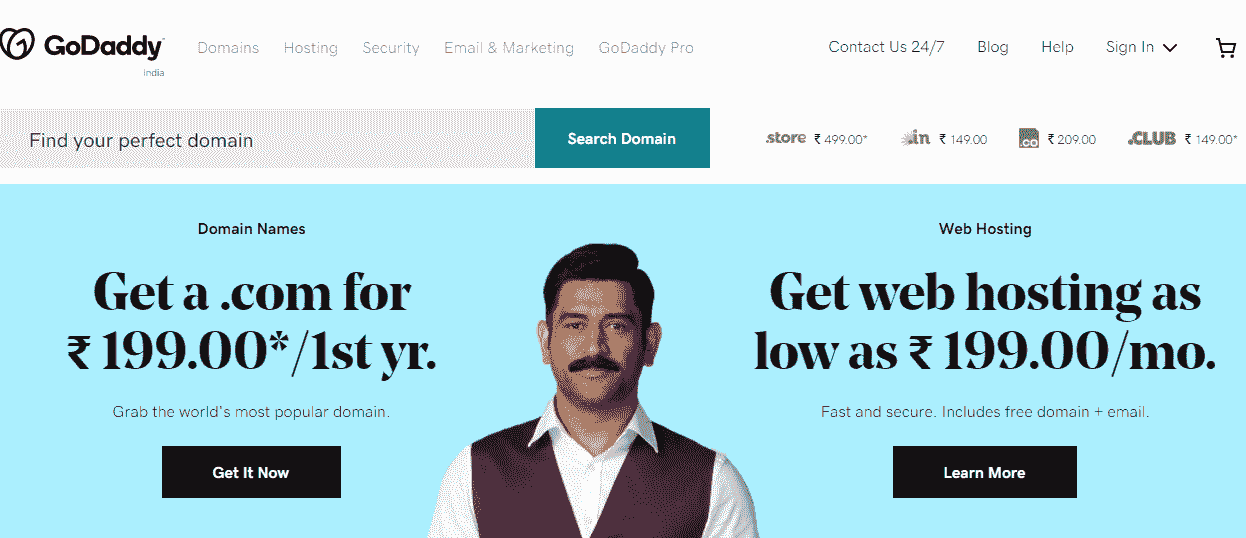 GoDaddy
India
Domains
Hosting
Security
Email & Marketing
GoDaddy Pro
Contact Us 24/7
Blog
Help
Sign In
Find your perfect domain
Search Domain
.store ₹ 499.00*
.in ₹ 149.00
.co ₹ 209.00
.CLUB ₹ 149.00*
Domain Names
Get a .com for
₹ 199.00*/1st yr.
Grab the world's most popular domain.
Get It Now
Web Hosting
Get web hosting as
low as ₹ 199.00/mo.
Fast and secure. Includes free domain + email.
Learn More